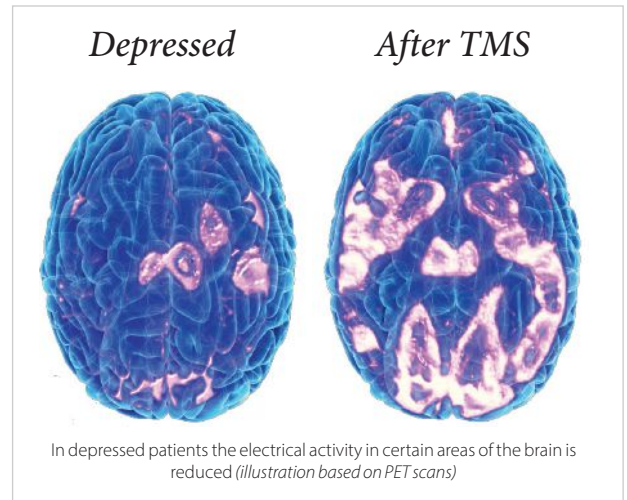 Depressed After TMS
In depressed patients the electrical activity in certain areas of the brain is
reduced (illustration based on PET scans)